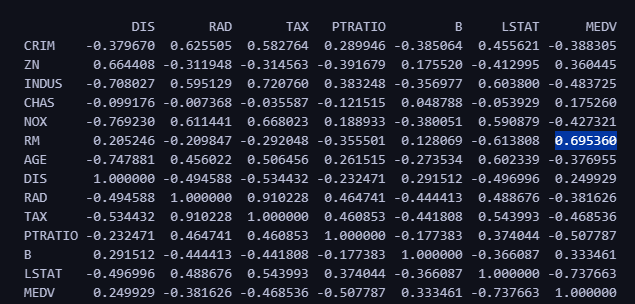 DIS RAD TAX PTRATIO B LSTAT MEDV
CRIM -0.379670 0.625505 0.582764 0.289946 -0.385064 0.455621 -0.388305
ZN 0.664408 -0.311948 -0.314563 -0.391679 0.175520 -0.412995 0.360445
INDUS -0.708027 0.595129 0.720760 0.383248 -0.356977 0.603800 -0.483725
CHAS -0.099176 -0.007368 -0.035587 -0.121515 0.048788 -0.053929 0.175260
NOX -0.769230 0.611441 0.668023 0.188933 -0.380051 0.590879 -0.427321
RM 0.205246 -0.209847 -0.292048 -0.355501 0.128069 -0.613808 0.695360
AGE -0.747881 0.456022 0.506456 0.261515 -0.273534 0.602339 -0.376955
DIS 1.000000 -0.494588 -0.534432 -0.232471 0.291512 -0.496996 0.249929
RAD -0.494588 1.000000 0.910228 0.464741 -0.444413 0.488676 -0.381626
TAX -0.534432 0.910228 1.000000 0.460853 -0.441808 0.543993 -0.468536
PTRATIO -0.232471 0.464741 0.460853 1.000000 -0.177383 0.374044 -0.507787
B 0.291512 -0.444413 -0.441808 -0.177383 1.000000 -0.366087 0.333461
LSTAT -0.496996 0.488676 0.543993 0.374044 -0.366087 1.000000 -0.737663
MEDV 0.249929 -0.381626 -0.468536 -0.507787 0.333461 -0.737663 1.000000